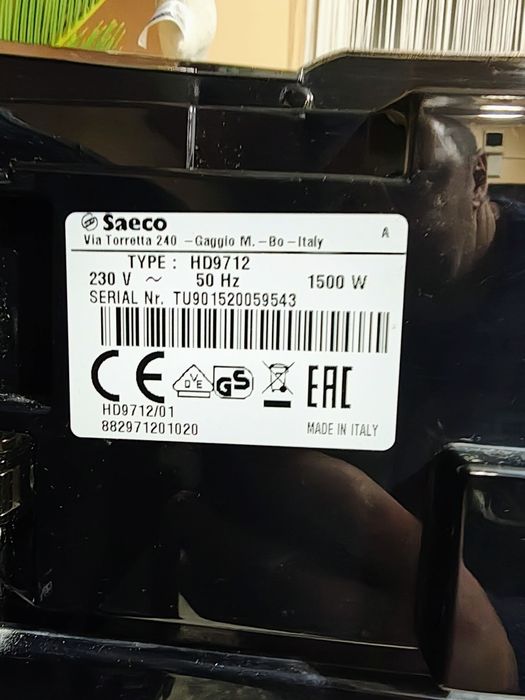 Saeco
Via Torretta 240 -Gaggio M.-Bo-Italy A
TYPE : HD9712
230 V ~ 50 Hz 1500 W
SERIAL Nr. TU901520059543
CE DVE GS EAC
HD9712/01
882971201020 MADE IN ITALY